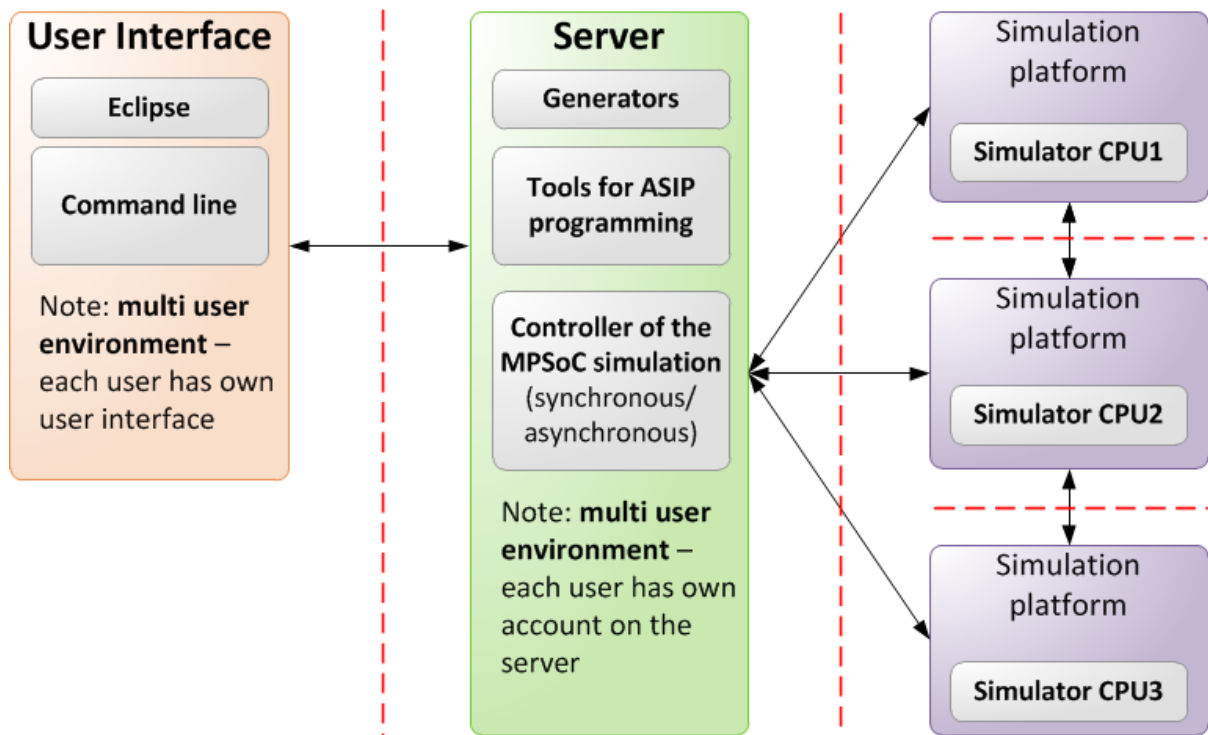 User Interface
Eclipse
Command line
Note: multi user
environment –
each user has own
user interface
Server
Generators
Tools for ASIP
programming
Controller of the
MPSoC simulation
(synchronous/
asynchronous)
Note: multi user
environment –
each user has own
account on the
server
Simulation
platform
Simulator CPU1
Simulation
platform
Simulator CPU2
Simulation
platform
Simulator CPU3